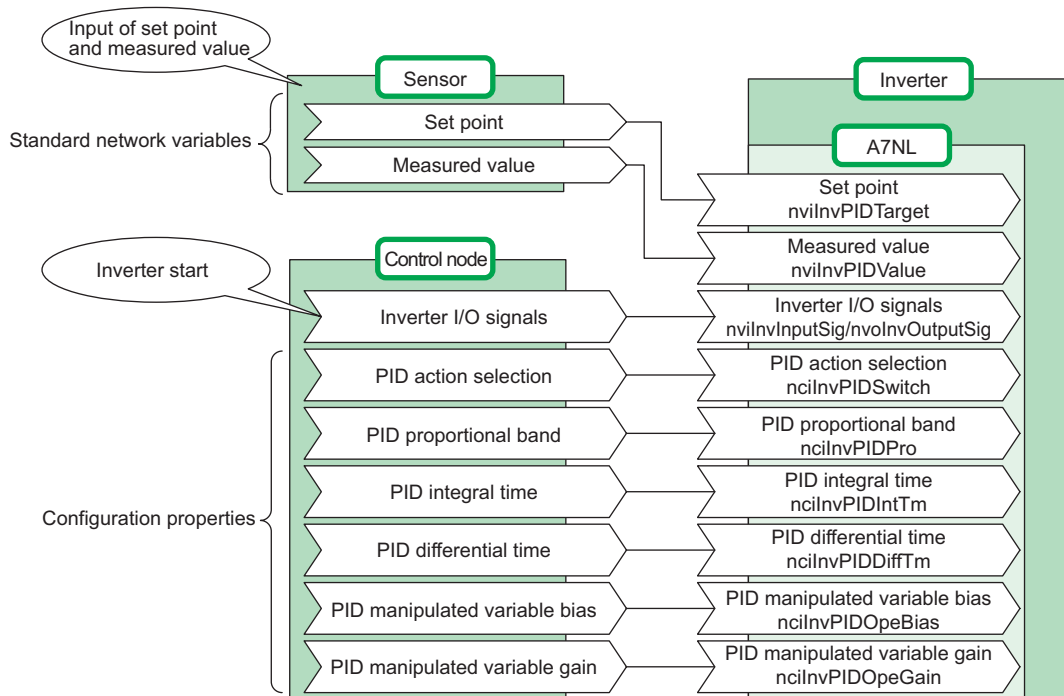 Input of set point
and measured value
Sensor
Inverter
Standard network variables
Set point
Measured value
A7NL
Set point
nviInvPIDTarget
Measured value
nviInvPIDValue
Inverter start
Control node
Inverter I/O signals
Inverter I/O signals
nviInvInputSig/nvoInvOutputSig
Configuration properties
PID action selection
PID action selection
nciInvPIDSwitch
PID proportional band
PID proportional band
nciInvPIDPro
PID integral time
PID integral time
nciInvPIDIntTm
PID differential time
PID differential time
nciInvPIDDiffTm
PID manipulated variable bias
PID manipulated variable bias
nciInvPIDOpeBias
PID manipulated variable gain
PID manipulated variable gain
nciInvPIDOpeGain